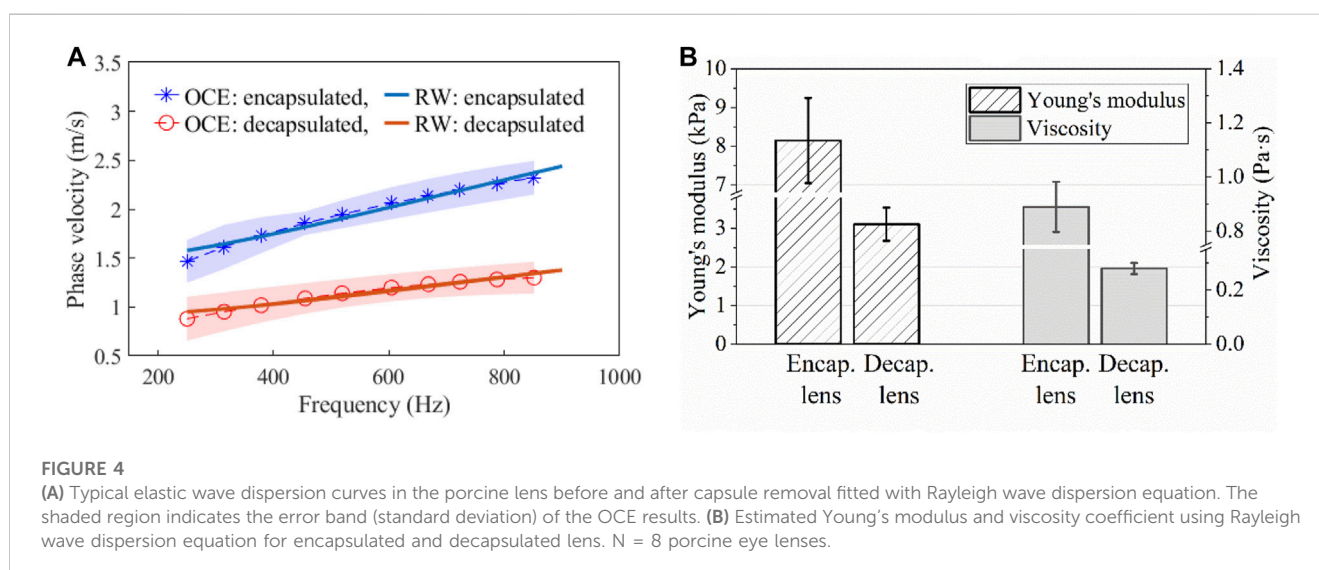 A
Phase velocity (m/s)
3.5
3
2.5
2
1.5
1
0.5
OCE: encapsulated,
RW: encapsulated
OCE: decapsulated,
RW: decapsulated
200
400
600
800
1000
Frequency (Hz)
B
Young's modulus (kPa)
10
9
8
7
3
2
1
0
Young's modulus
Viscosity
1.4
1.2
1.0
0.8
0.2
0.0
Viscosity (Pa·s)
Encap. Decap.
lens lens
Encap. Decap.
lens lens
FIGURE 4
(A) Typical elastic wave dispersion curves in the porcine lens before and after capsule removal fitted with Rayleigh wave dispersion equation. The
shaded region indicates the error band (standard deviation) of the OCE results. (B) Estimated Young's modulus and viscosity coefficient using Rayleigh
wave dispersion equation for encapsulated and decapsulated lens. N = 8 porcine eye lenses.